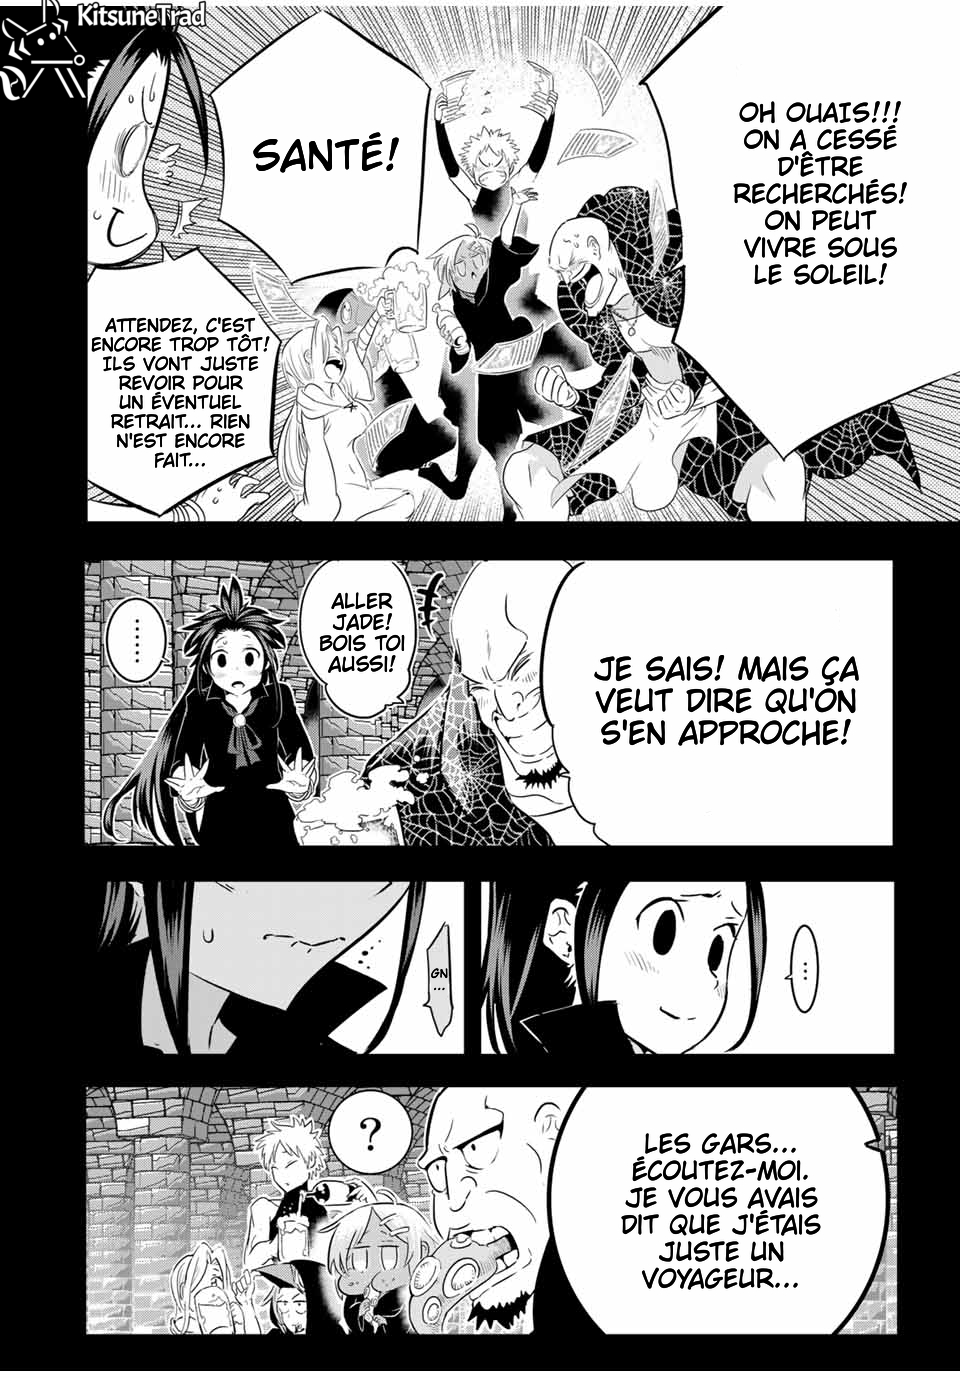 KitsuneTrad
OH OUAIS!!!
ON A CESSÉ
D'ÊTRE
RECHERCHÉS!
ON PEUT
VIVRE SOUS
LE SOLEIL!
SANTÉ!
ATTENDEZ, C'EST
ENCORE TROP TÔT!
ILS VONT JUSTE
REVOIR POUR
UN ÉVENTUEL
RETRAIT... RIEN
N'EST ENCORE
FAIT...
JE SAIS! MAIS ÇA
VEUT DIRE QU'ON
S'EN APPROCHE!
ALLER
JADE!
BOIS TOI
AUSSI!
......
....
GN
...
LES GARS...
ÉCOUTEZ-MOI.
JE VOUS AVAIS
DIT QUE J'ÉTAIS
JUSTE UN
VOYAGEUR...
?